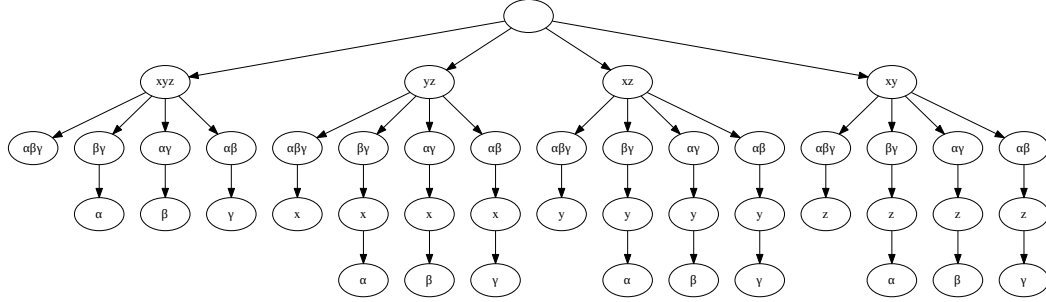 xyz yz xz xy
αβγ βγ αγ αβ αβγ βγ αγ αβ αβγ βγ αγ αβ αβγ βγ αγ αβ
α β γ x x x x y y y y z z z z
α β γ α β γ α β γ